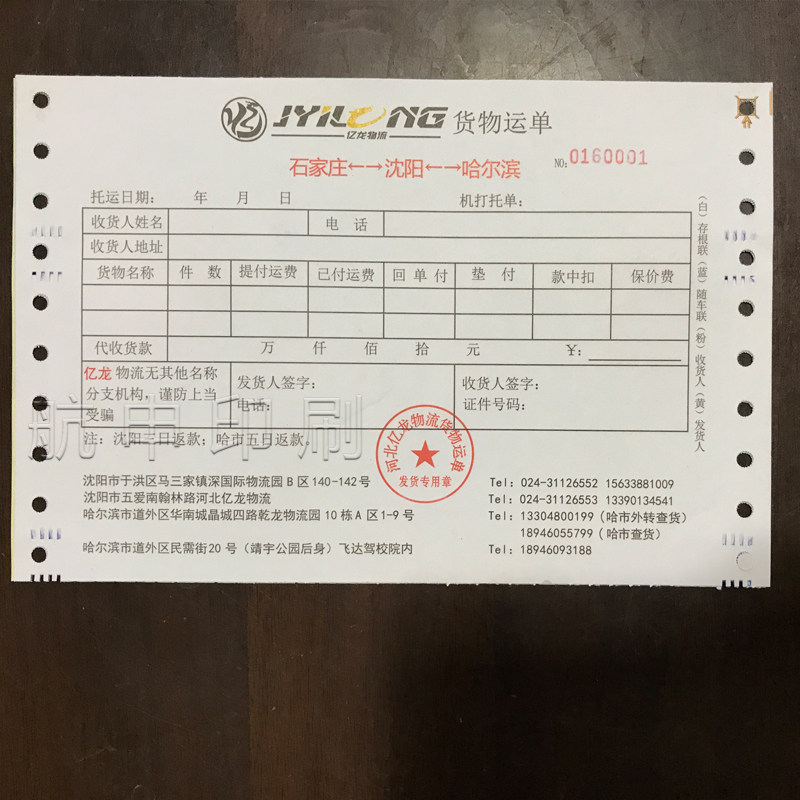 JYILONG 货物运单
亿龙物流
石家庄←→沈阳←→哈尔滨 NO: 0160001
托运日期： 年 月 日 机打托单：
收货人姓名 电 话
收货人地址
货物名称 件 数 提付运费 已付运费 回 单 付 垫 付 款中扣 保价费
代收货款 万 仟 佰 拾 元 ¥:
亿龙 物流无其他名称
分支机构，谨防上当
受骗
发货人签字：
电话：
收货人签字：
证件号码：
注：沈阳三日返款；哈市五日返款。
河北亿龙物流货物运单
发货专用章
沈阳市于洪区马三家镇深国际物流园 B 区 140-142号 Tel: 024-31126552 15633881009
沈阳市五爱南翰林路河北亿龙物流 Tel: 024-31126553 13390134541
哈尔滨市道外区华南城晶城四路乾龙物流园 10 栋 A 区 1-9 号 Tel: 13304800199（哈市外转查货）
18946055799（哈市查货）
哈尔滨市道外区民需街20 号（靖宇公园后身）飞达驾校院内 Tel: 18946093188
（白）存根联（蓝）随车联（粉）收货人（黄）发货人
航申印刷